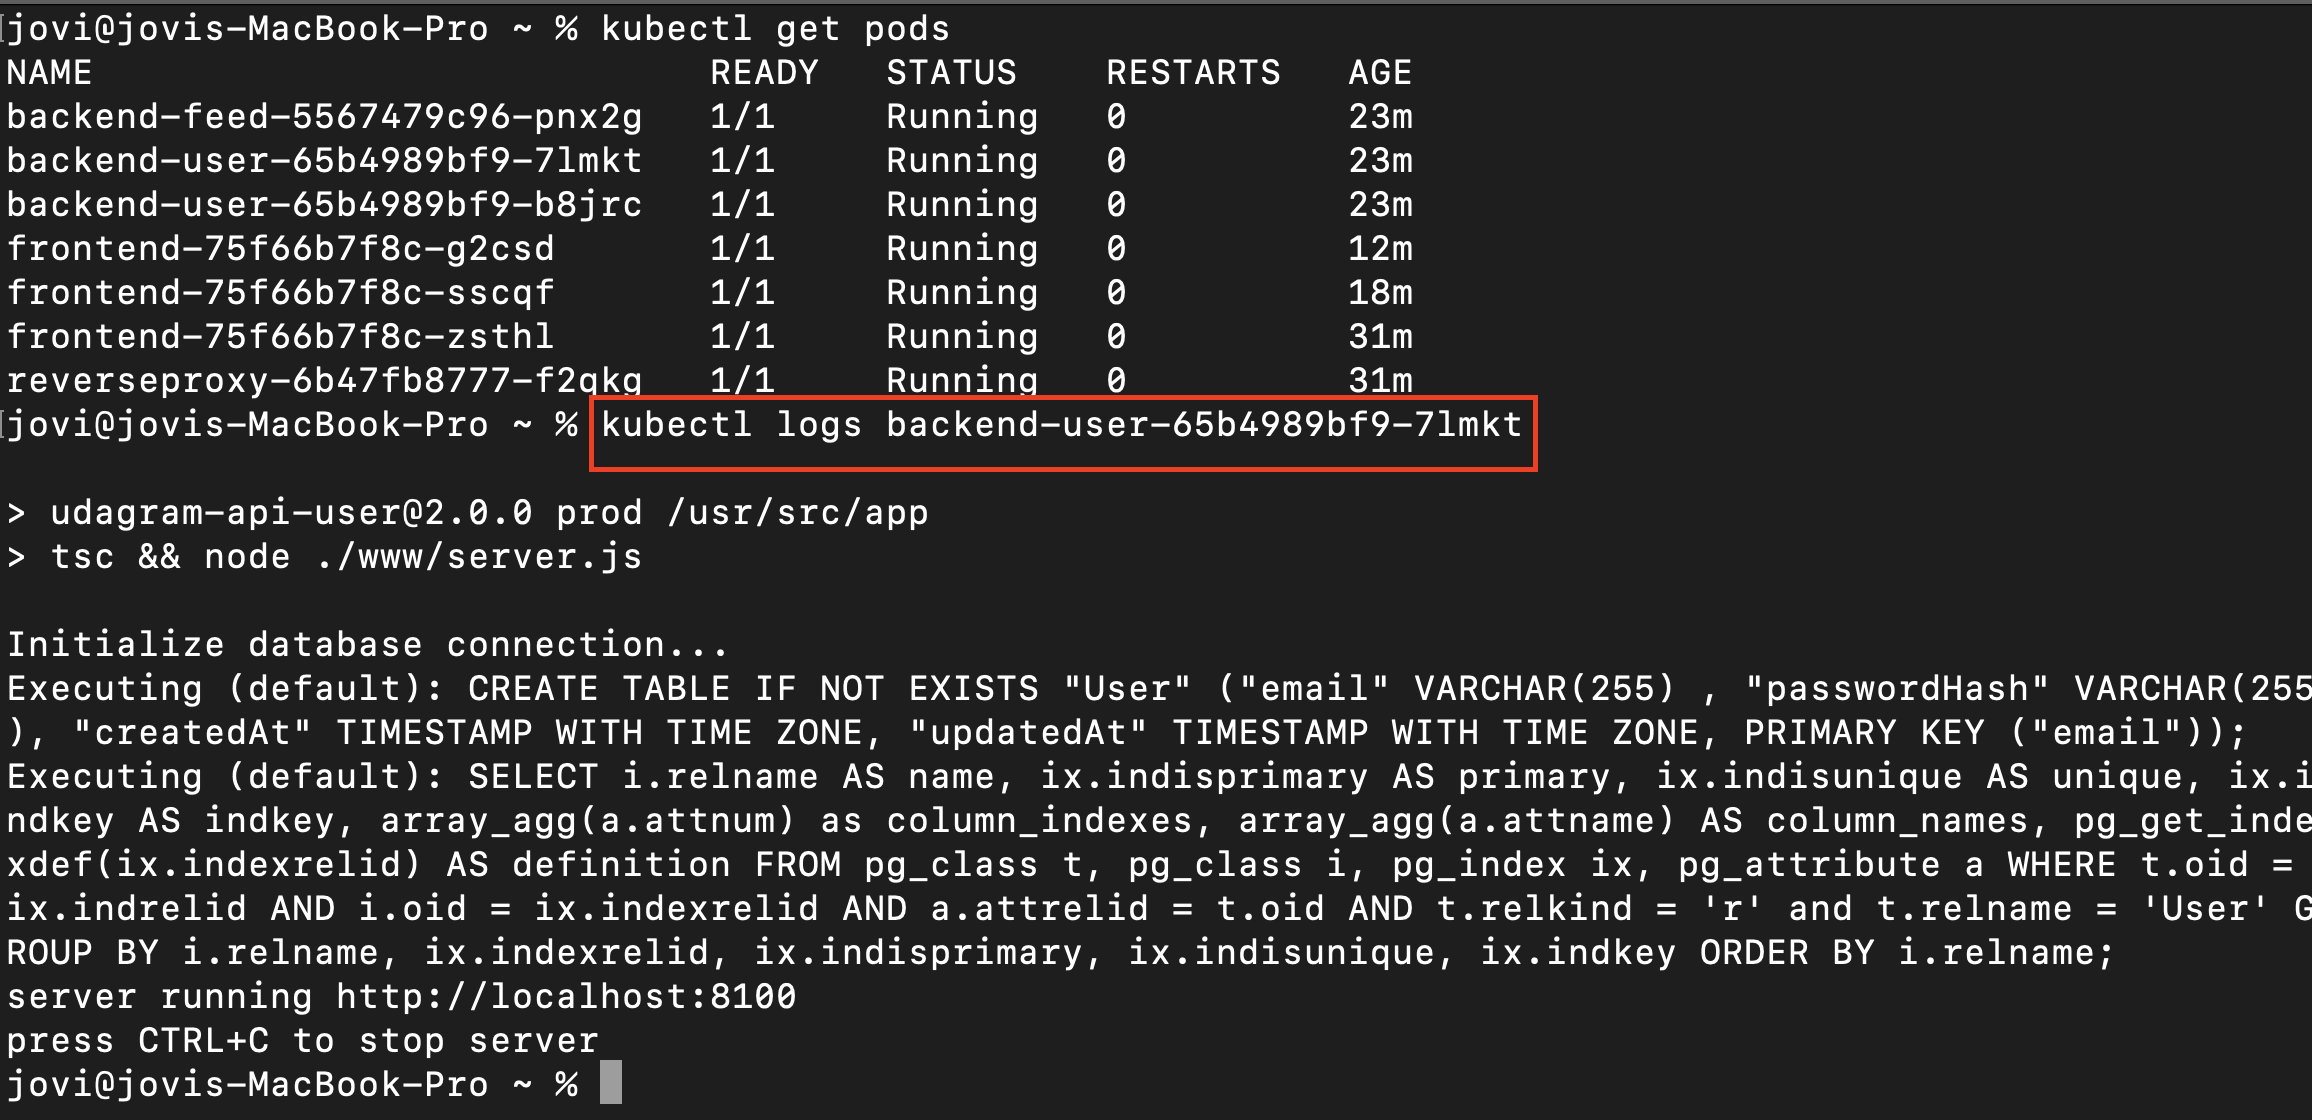 jovi@jovis-MacBook-Pro ~ % kubectl get pods
NAME                            READY   STATUS    RESTARTS   AGE
backend-feed-5567479c96-pnx2g   1/1     Running   0          23m
backend-user-65b4989bf9-7lmkt   1/1     Running   0          23m
backend-user-65b4989bf9-b8jrc   1/1     Running   0          23m
frontend-75f66b7f8c-g2csd       1/1     Running   0          12m
frontend-75f66b7f8c-sscqf       1/1     Running   0          18m
frontend-75f66b7f8c-zsthl       1/1     Running   0          31m
reverseproxy-6b47fb8777-f2qkg   1/1     Running   0          31m
jovi@jovis-MacBook-Pro ~ % kubectl logs backend-user-65b4989bf9-7lmkt
> udagram-api-user@2.0.0 prod /usr/src/app
> tsc && node ./www/server.js
Initialize database connection...
Executing (default): CREATE TABLE IF NOT EXISTS "User" ("email" VARCHAR(255) , "passwordHash" VARCHAR(255
), "createdAt" TIMESTAMP WITH TIME ZONE, "updatedAt" TIMESTAMP WITH TIME ZONE, PRIMARY KEY ("email"));
Executing (default): SELECT i.relname AS name, ix.indisprimary AS primary, ix.indisunique AS unique, ix.i
ndkey AS indkey, array_agg(a.attnum) as column_indexes, array_agg(a.attname) AS column_names, pg_get_inde
xdef(ix.indexrelid) AS definition FROM pg_class t, pg_class i, pg_index ix, pg_attribute a WHERE t.oid =
ix.indrelid AND i.oid = ix.indexrelid AND a.attrelid = t.oid AND t.relkind = 'r' and t.relname = 'User' G
ROUP BY i.relname, ix.indexrelid, ix.indisprimary, ix.indisunique, ix.indkey ORDER BY i.relname;
server running http://localhost:8100
press CTRL+C to stop server
jovi@jovis-MacBook-Pro ~ %